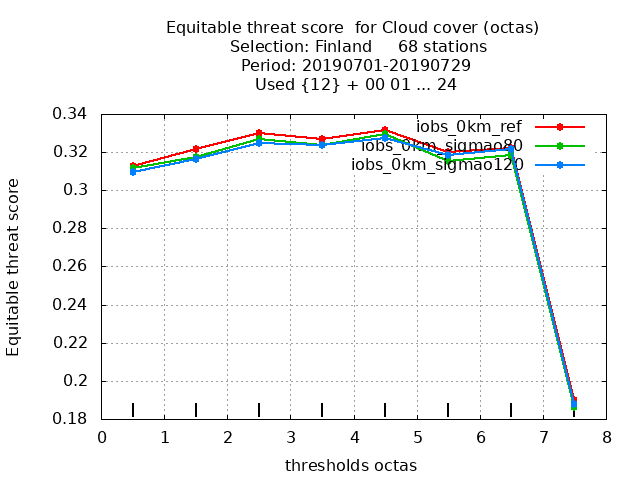 Equitable threat score  for Cloud cover (octas)
Selection: Finland     68 stations
Period: 20190701-20190729
Used {12} + 00 01 ... 24
iobs_0km_ref
iobs_0km_sigmao80
iobs_0km_sigmao120
Equitable threat score
0.34
0.32
0.3
0.28
0.26
0.24
0.22
0.2
0.18
0 1 2 3 4 5 6 7 8
thresholds octas